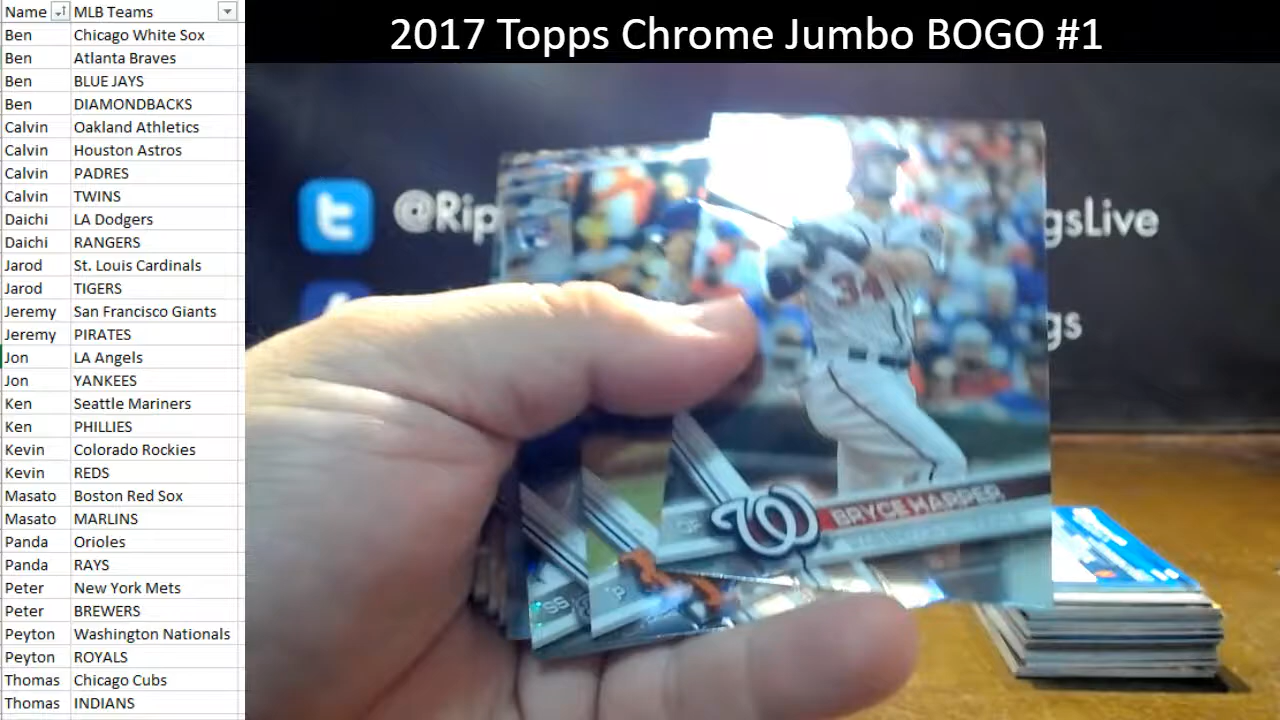 Name MLB Teams
Ben Chicago White Sox
Ben Atlanta Braves
Ben BLUE JAYS
Ben DIAMONDBACKS
Calvin Oakland Athletics
Calvin Houston Astros
Calvin PADRES
Calvin TWINS
Daichi LA Dodgers
Daichi RANGERS
Jarod St. Louis Cardinals
Jarod TIGERS
Jeremy San Francisco Giants
Jeremy PIRATES
Jon LA Angels
Jon YANKEES
Ken Seattle Mariners
Ken PHILLIES
Kevin Colorado Rockies
Kevin REDS
Masato Boston Red Sox
Masato MARLINS
Panda Orioles
Panda RAYS
Peter New York Mets
Peter BREWERS
Peyton Washington Nationals
Peyton ROYALS
Thomas Chicago Cubs
Thomas INDIANS
2017 Topps Chrome Jumbo BOGO #1
@Rip
gsLive
gs
34
W
OF BRYCE HARPER
SS
P